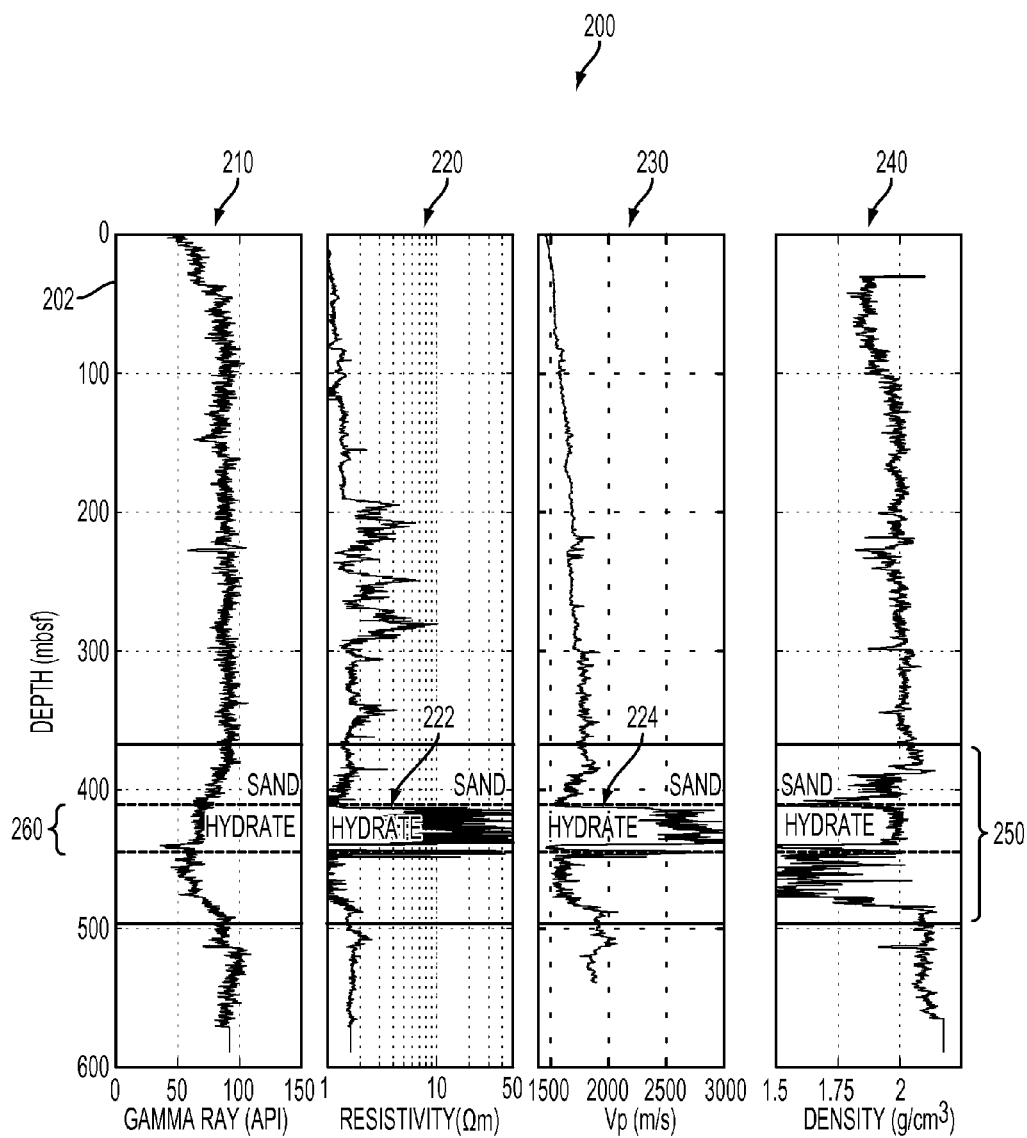 200
210 220 230 240
0
202
100
200
300
400
500
600
DEPTH (mbsf)
222 224
SAND SAND SAND SAND
260 HYDRATE HYDRATE HYDRATE HYDRATE 250
0 50 100 150
1 10 50
1500 2000 2500 3000
1.5 1.75 2
GAMMA RAY (API) RESISTIVITY(Ωm) Vp (m/s) DENSITY (g/cm³)